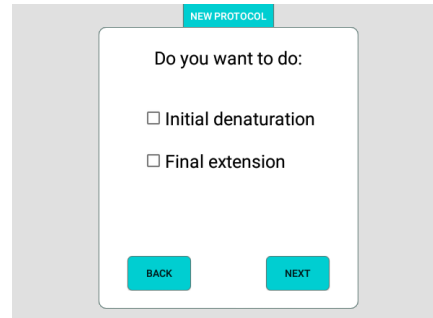 NEW PROTOCOL
Do you want to do:
Initial denaturation
Final extension
BACK
NEXT